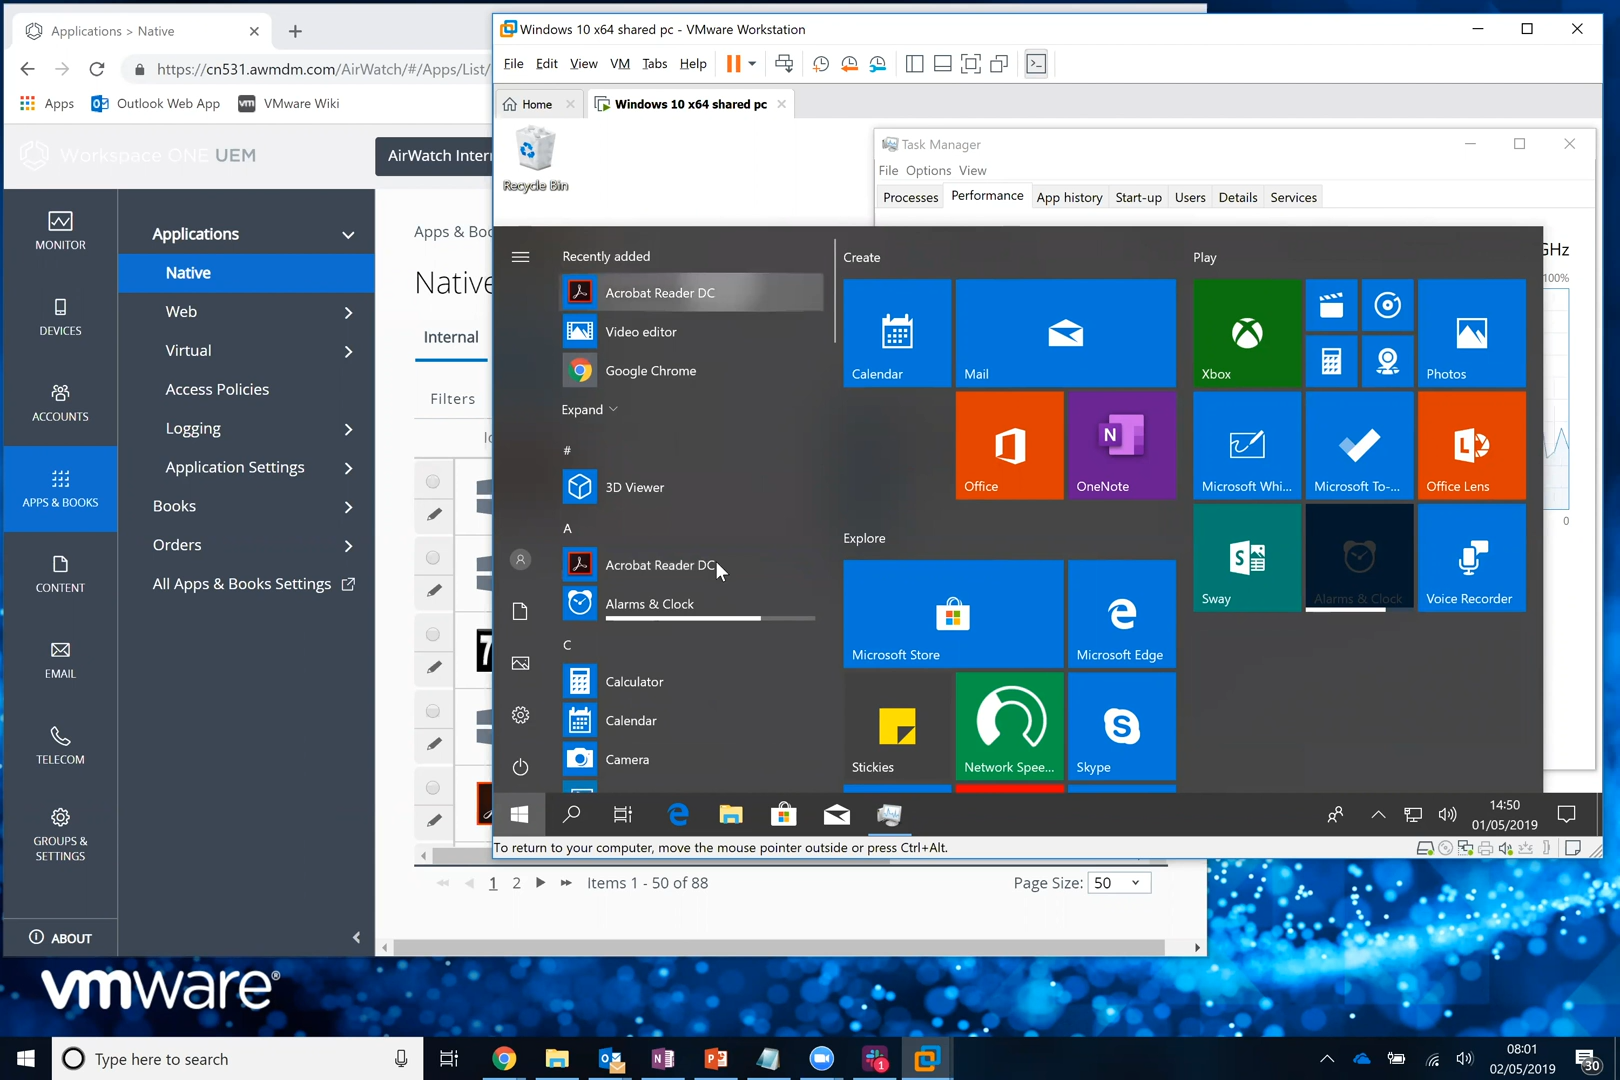 Applications > Native
https://cn531.awmdm.com/AirWatch/#/Apps/List/
Apps
Outlook Web App
vm
VMware Wiki
Workspace ONE UEM
AirWatch Intern
MONITOR
DEVICES
ACCOUNTS
APPS & BOOKS
CONTENT
EMAIL
TELECOM
GROUPS &
SETTINGS
ABOUT
Applications
Native
Web
Virtual
Access Policies
Logging
Application Settings
Books
Orders
All Apps & Books Settings
Apps & Boo
Native
Internal
Filters
7
1
2
Items 1 - 50 of 88
Page Size:
50
Windows 10 x64 shared pc - VMware Workstation
File
Edit
View
VM
Tabs
Help
Home
Windows 10 x64 shared pc
Recycle Bin
Task Manager
File
Options
View
Processes
Performance
App history
Start-up
Users
Details
Services
GHz
100%
0
Recently added
Acrobat Reader DC
Video editor
Google Chrome
Expand
#
3D Viewer
A
Acrobat Reader DC
Alarms & Clock
C
Calculator
Calendar
Camera
Create
Calendar
Mail
Office
OneNote
Explore
Microsoft Store
Microsoft Edge
Stickies
Network Spee...
Skype
Play
Xbox
Photos
Microsoft Whi...
Microsoft To-...
Office Lens
Sway
Alarms & Clock
Voice Recorder
14:50
01/05/2019
To return to your computer, move the mouse pointer outside or press Ctrl+Alt.
vmware®
Type here to search
1
08:01
02/05/2019
30